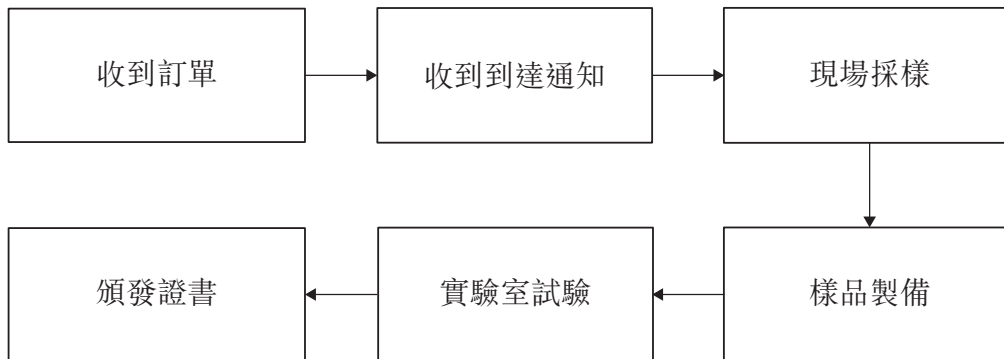 收到訂單
收到到達通知
現場採樣
樣品製備
實驗室試驗
頒發證書